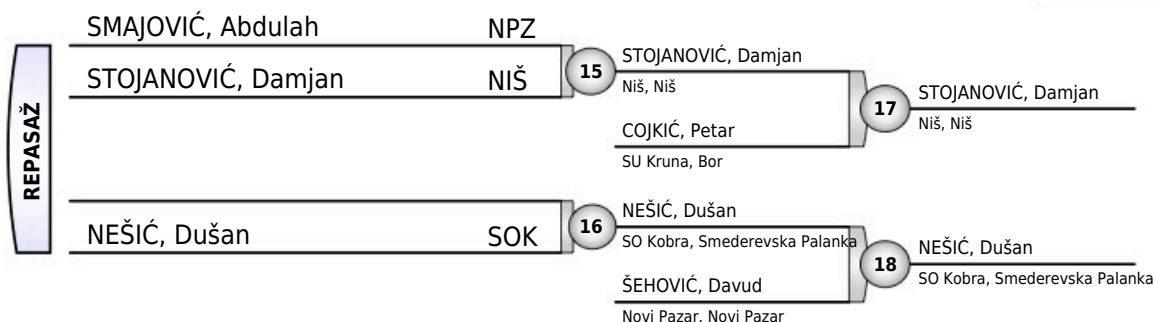 REPASAŽ
SMAJOVIĆ, Abdulah NPZ
STOJANOVIĆ, Damjan NIŠ
15
STOJANOVIĆ, Damjan
Niš, Niš
COJKIĆ, Petar
SU Kruna, Bor
17
STOJANOVIĆ, Damjan
Niš, Niš
NEŠIĆ, Dušan SOK
16
NEŠIĆ, Dušan
SO Kobra, Smederevska Palanka
ŠEHOVIĆ, Davud
Novi Pazar, Novi Pazar
18
NEŠIĆ, Dušan
SO Kobra, Smederevska Palanka